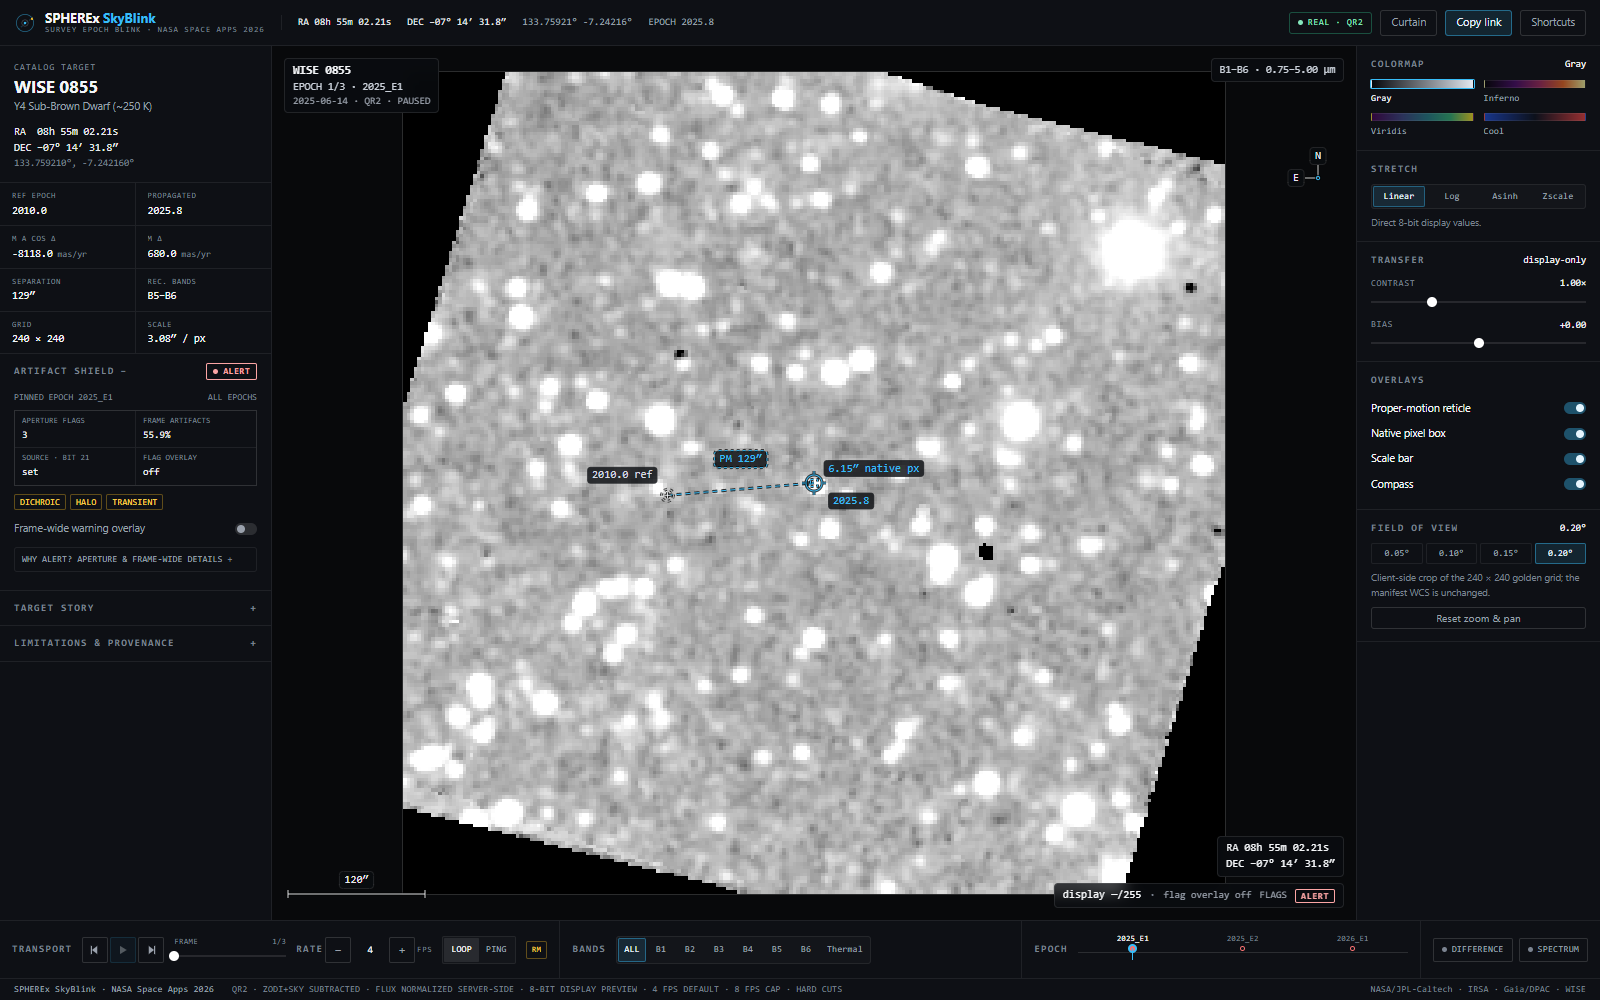 SPHEREx SkyBlink
SURVEY EPOCH BLINK · NASA SPACE APPS 2026
RA 08h 55m 02.21s DEC −07° 14′ 31.8″ 133.75921° -7.24216° EPOCH 2025.8
REAL · QR2
Curtain
Copy link
Shortcuts
CATALOG TARGET
WISE 0855
Y4 Sub-Brown Dwarf (~250 K)
RA 08h 55m 02.21s
DEC −07° 14′ 31.8″
133.759210°, -7.242160°
REF EPOCH
2010.0
PROPAGATED
2025.8
Μ Α COS Δ
-8118.0 mas/yr
Μ Δ
680.0 mas/yr
SEPARATION
129″
REC. BANDS
B5–B6
GRID
240 × 240
SCALE
3.08″ / px
ARTIFACT SHIELD −
ALERT
PINNED EPOCH 2025_E1
ALL EPOCHS
APERTURE FLAGS
3
FRAME ARTIFACTS
55.9%
SOURCE · BIT 21
set
FLAG OVERLAY
off
DICHROIC
HALO
TRANSIENT
Frame-wide warning overlay
WHY ALERT? APERTURE & FRAME-WIDE DETAILS +
TARGET STORY +
LIMITATIONS & PROVENANCE +
WISE 0855
EPOCH 1/3 · 2025_E1
2025-06-14 · QR2 · PAUSED
B1–B6 · 0.75–5.00 µm
N
E
2010.0 ref
PM 129″
6.15″ native px
2025.8
120″
RA 08h 55m 02.21s
DEC −07° 14′ 31.8″
display —/255 · flag overlay off FLAGS ALERT
COLORMAP
Gray
Gray
Inferno
Viridis
Cool
STRETCH
Linear
Log
Asinh
Zscale
Direct 8-bit display values.
TRANSFER
display-only
CONTRAST
1.00×
BIAS
+0.00
OVERLAYS
Proper-motion reticle
Native pixel box
Scale bar
Compass
FIELD OF VIEW
0.20°
0.05°
0.10°
0.15°
0.20°
Client-side crop of the 240 × 240 golden grid; the
manifest WCS is unchanged.
Reset zoom & pan
TRANSPORT
FRAME
1/3
RATE − 4 + FPS
LOOP
PING
RM
BANDS
ALL
B1
B2
B3
B4
B5
B6
Thermal
EPOCH
2025_E1
2025_E2
2026_E1
DIFFERENCE
SPECTRUM
SPHEREx SkyBlink · NASA Space Apps 2026
QR2 · ZODI+SKY SUBTRACTED · FLUX NORMALIZED SERVER-SIDE · 8-BIT DISPLAY PREVIEW · 4 FPS DEFAULT · 8 FPS CAP · HARD CUTS
NASA/JPL-Caltech · IRSA · Gaia/DPAC · WISE